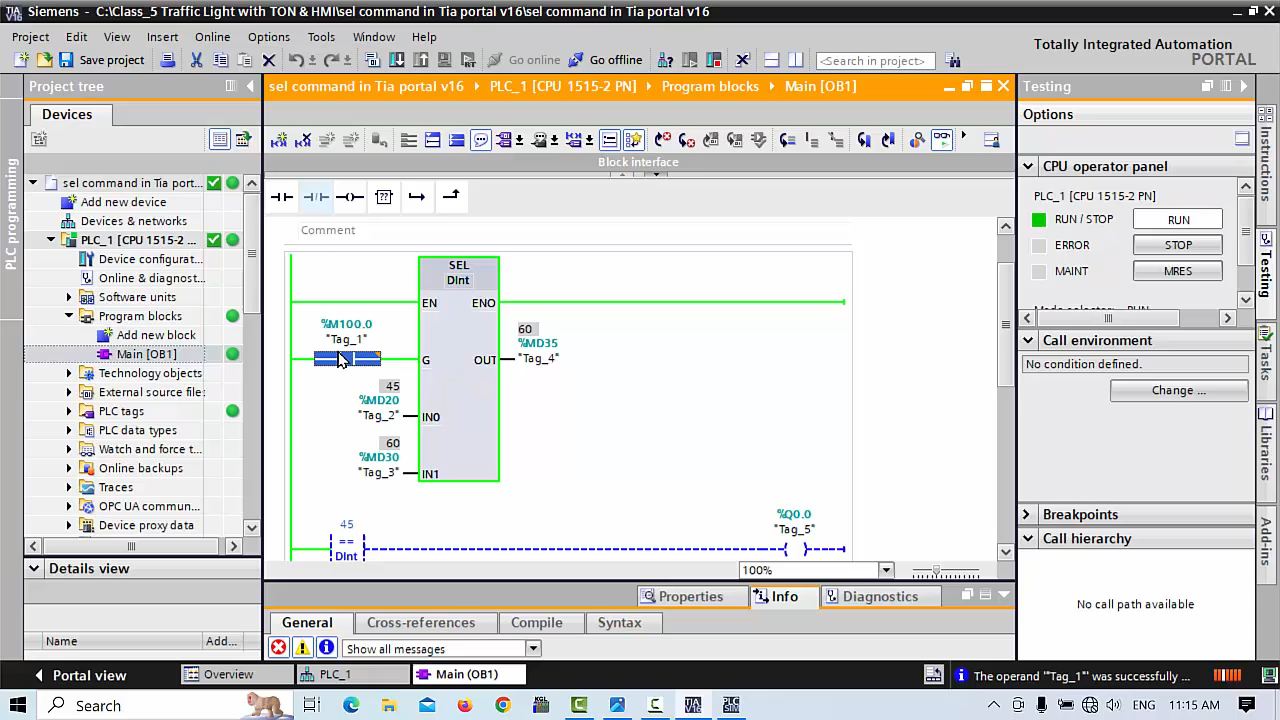 Siemens - C:\Class_5 Traffic Light with TON & HMI\sel command in Tia portal v16\sel command in Tia portal v16
Project Edit View Insert Online Options Tools Window Help
Totally Integrated Automation
PORTAL
Save project
Go online
Go offline
<Search in project>
Project tree
sel command in Tia portal v16 ▸ PLC_1 [CPU 1515-2 PN] ▸ Program blocks ▸ Main [OB1]
Testing
Devices
Options
Block interface
CPU operator panel
PLC_1 [CPU 1515-2 PN]
RUN / STOP RUN
ERROR STOP
MAINT MRES
Call environment
No condition defined.
Change ...
Breakpoints
Call hierarchy
No call path available
PLC programming
sel command in Tia port...
Add new device
Devices & networks
PLC_1 [CPU 1515-2 ...
Device configurat...
Online & diagnost...
Software units
Program blocks
Add new block
Main [OB1]
Technology objects
External source file:
PLC tags
PLC data types
Watch and force t...
Online backups
Traces
OPC UA commun...
Device proxy data
Details view
Name Add...
Comment
SEL
DInt
EN ENO
%M100.0
"Tag_1"
G
OUT
60
%MD35
"Tag_4"
45
%MD20
"Tag_2"
IN0
60
%MD30
"Tag_3"
IN1
45
==
DInt
%Q0.0
"Tag_5"
100%
Properties Info Diagnostics
General Cross-references Compile Syntax
Show all messages
Instructions
Testing
Tasks
Libraries
Add-ins
Portal view Overview PLC_1 Main (OB1)
The operand '"Tag_1"' was successfully ...
Search
ENG 11:15 AM